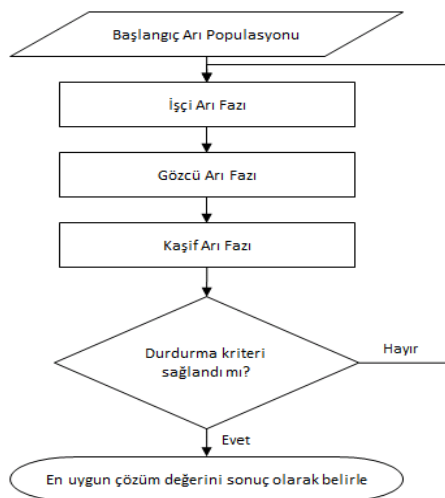 Başlangıç Arı Populasyonu
İşçi Arı Fazı
Gözcü Arı Fazı
Kaşif Arı Fazı
Durdurma kriteri
sağlandı mı?
Hayır
Evet
En uygun çözüm değerini sonuç olarak belirle